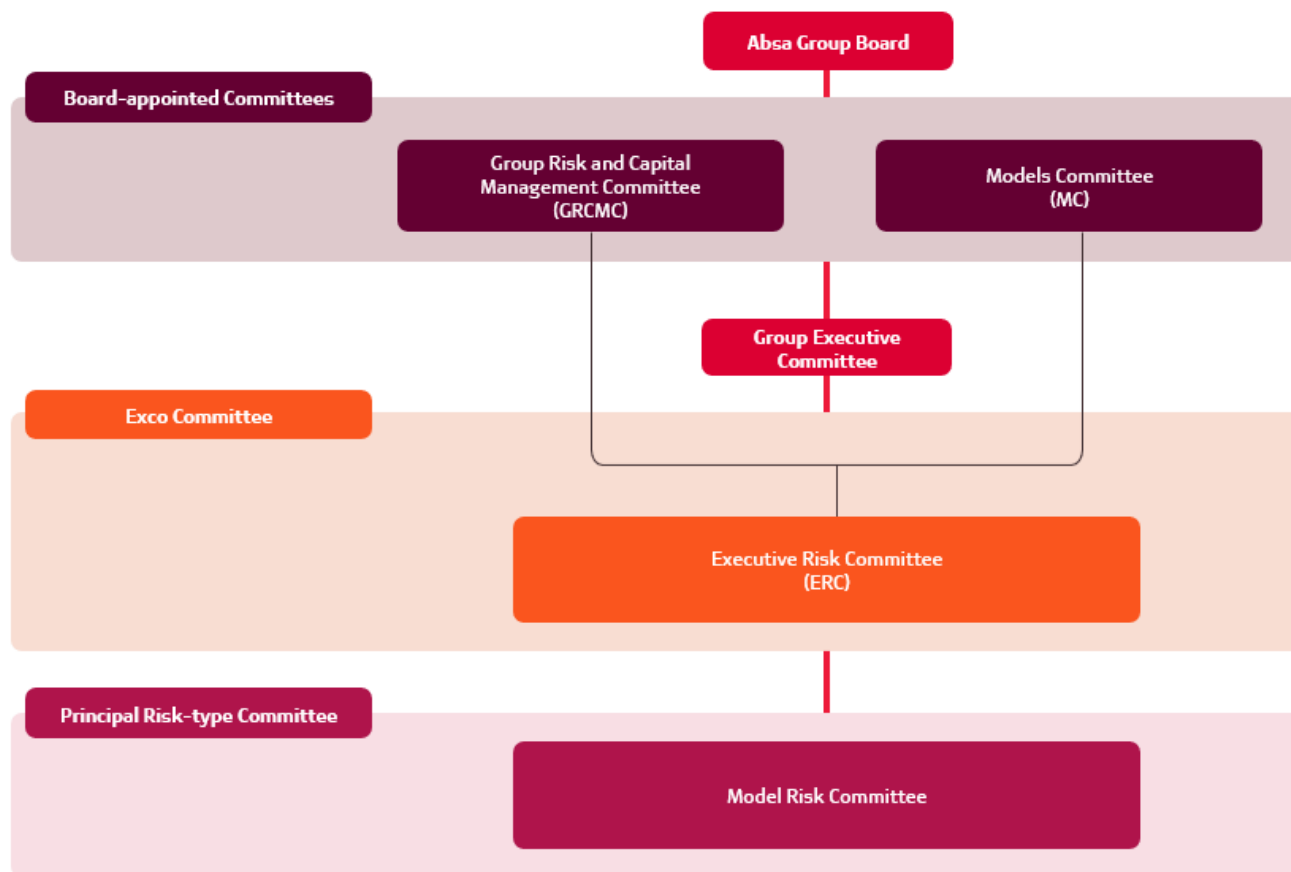 Absa Group Board
Board-appointed Committees
Group Risk and Capital
Management Committee
(GRCMC)
Models Committee
(MC)
Group Executive
Committee
Exco Committee
Executive Risk Committee
(ERC)
Principal Risk-type Committee
Model Risk Committee